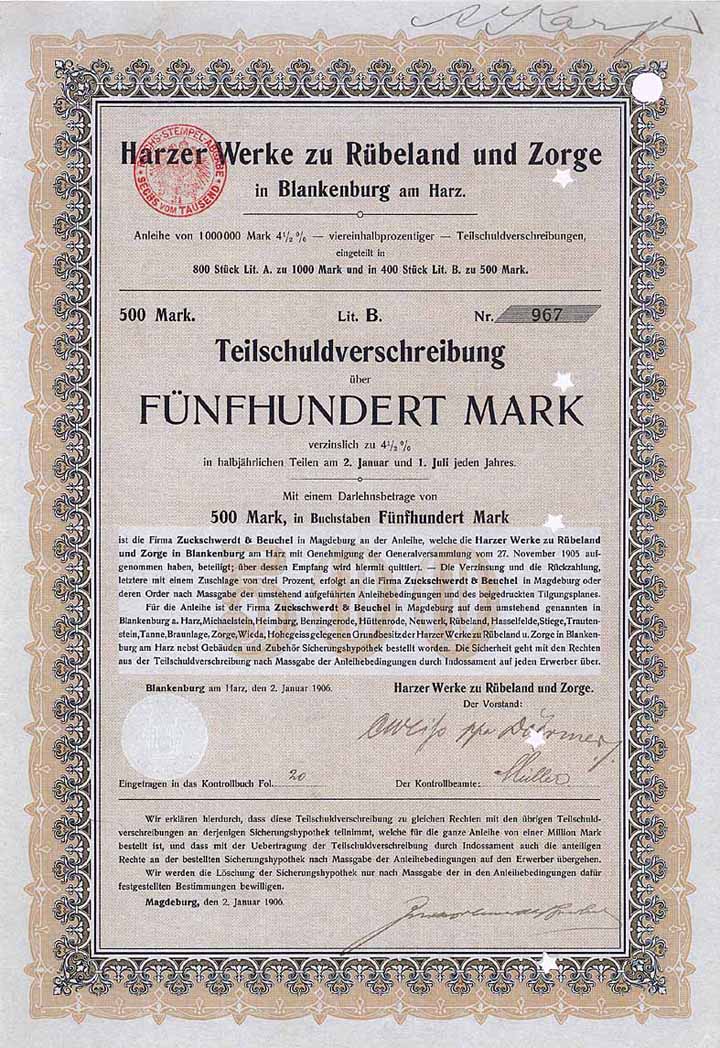 A Karger
REICHS-STEMPEL-ABGABE
SECHS VOM TAUSEND
Harzer Werke zu Rübeland und Zorge
in Blankenburg am Harz.
Anleihe von 1000000 Mark 4½% — viereinhalbprozentiger — Teilschuldverschreibungen,
eingeteilt in
800 Stück Lit. A. zu 1000 Mark und in 400 Stück Lit. B. zu 500 Mark.
500 Mark. Lit. B. Nr. 967
Teilschuldverschreibung
über
FÜNFHUNDERT MARK
verzinslich zu 4½%
in halbjährlichen Teilen am 2. Januar und 1. Juli jeden Jahres.
Mit einem Darlehnsbetrage von
500 Mark, in Buchstaben Fünfhundert Mark
ist die Firma Zuckschwerdt & Beuchel in Magdeburg an der Anleihe, welche die Harzer Werke zu Rübeland
und Zorge in Blankenburg am Harz mit Genehmigung der Generalversammlung vom 27. November 1905 auf-
genommen haben, beteiligt; über dessen Empfang wird hiermit quittiert. — Die Verzinsung und die Rückzahlung,
letztere mit einem Zuschlage von drei Prozent, erfolgt an die Firma Zuckschwerdt & Beuchel in Magdeburg oder
deren Order nach Massgabe der umstehend aufgeführten Anleihebedingungen und des beigedruckten Tilgungsplanes.
Für die Anleihe ist der Firma Zuckschwerdt & Beuchel in Magdeburg auf dem umstehend genannten in
Blankenburg a. Harz, Michaelstein, Heimburg, Benzingerode, Hüttenrode, Neuwerk, Rübeland, Hasselfelde, Stiege, Trauten-
stein, Tanne, Braunlage, Zorge, Wieda, Hohegeiss gelegenen Grundbesitz der Harzer Werke zu Rübeland u. Zorge in Blanken-
burg am Harz nebst Gebäuden und Zubehör Sicherungshypothek bestellt worden. Die Sicherheit geht mit den Rechten
aus der Teilschuldverschreibung nach Massgabe der Anleihebedingungen durch Indossament auf jeden Erwerber über.
Blankenburg am Harz, den 2. Januar 1906. Harzer Werke zu Rübeland und Zorge.
Der Vorstand:
Eingetragen in das Kontrollbuch Fol. 20 Der Kontrollbeamte: Müller
Wir erklären hierdurch, dass diese Teilschuldverschreibung zu gleichen Rechten mit den übrigen Teilschuld-
verschreibungen an derjenigen Sicherungshypothek teilnimmt, welche für die ganze Anleihe von einer Million Mark
bestellt ist, und dass mit der Uebertragung der Teilschuldverschreibung durch Indossament auch die anteiligen
Rechte an der bestellten Sicherungshypothek nach Massgabe der Anleihebedingungen auf den Erwerber übergehen.
Wir werden die Löschung der Sicherungshypothek nur nach Massgabe der in den Anleihebedingungen dafür
festgestellten Bestimmungen bewilligen.
Magdeburg, den 2. Januar 1906.